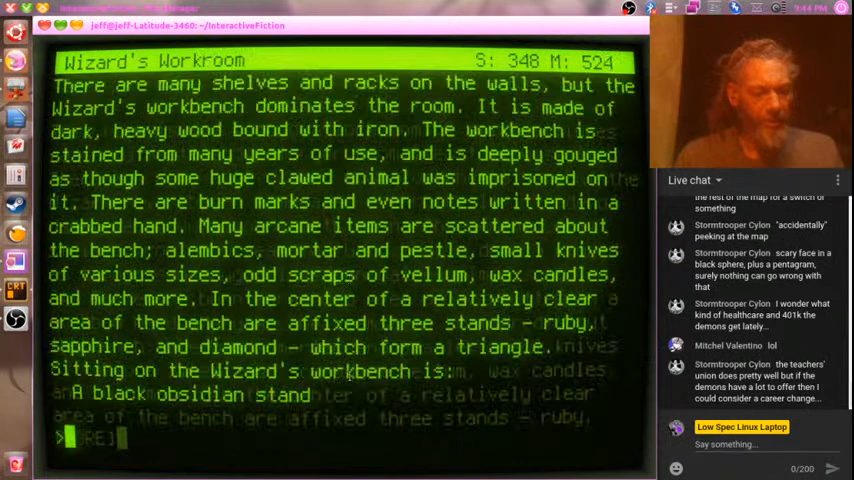 9:44 PM
jeff@jeff-Latitude-3460: ~/InteractiveFiction
Wizard's Workroom S: 348 M: 524
There are many shelves and racks on the walls, but the
Wizard's workbench dominates the room. It is made of
dark, heavy wood bound with iron. The workbench is
stained from many years of use, and is deeply gouged
as though some huge clawed animal was imprisoned on
it. There are burn marks and even notes written in a
crabbed hand. Many arcane items are scattered about
the bench; alembics, mortar and pestle, small knives
of various sizes, odd scraps of vellum, wax candles,
and much more. In the center of a relatively clear
area of the bench are affixed three stands - ruby,
sapphire, and diamond - which form a triangle.
Sitting on the Wizard's workbench is:
A black obsidian stand
>
CRT
Live chat
the rest of the map for a switch of
something
Stormtrooper Cylon "accidentally"
peeking at the map
Stormtrooper Cylon scary face in a
black sphere, plus a pentagram,
surely nothing can go wrong with
that
Stormtrooper Cylon I wonder what
kind of healthcare and 401k the
demons get lately...
Mitchel Valentino lol
Stormtrooper Cylon the teachers'
union does pretty well but if the
demons have a lot to offer then I
could consider a career change...
Low Spec Linux Laptop
Say something...
0/200